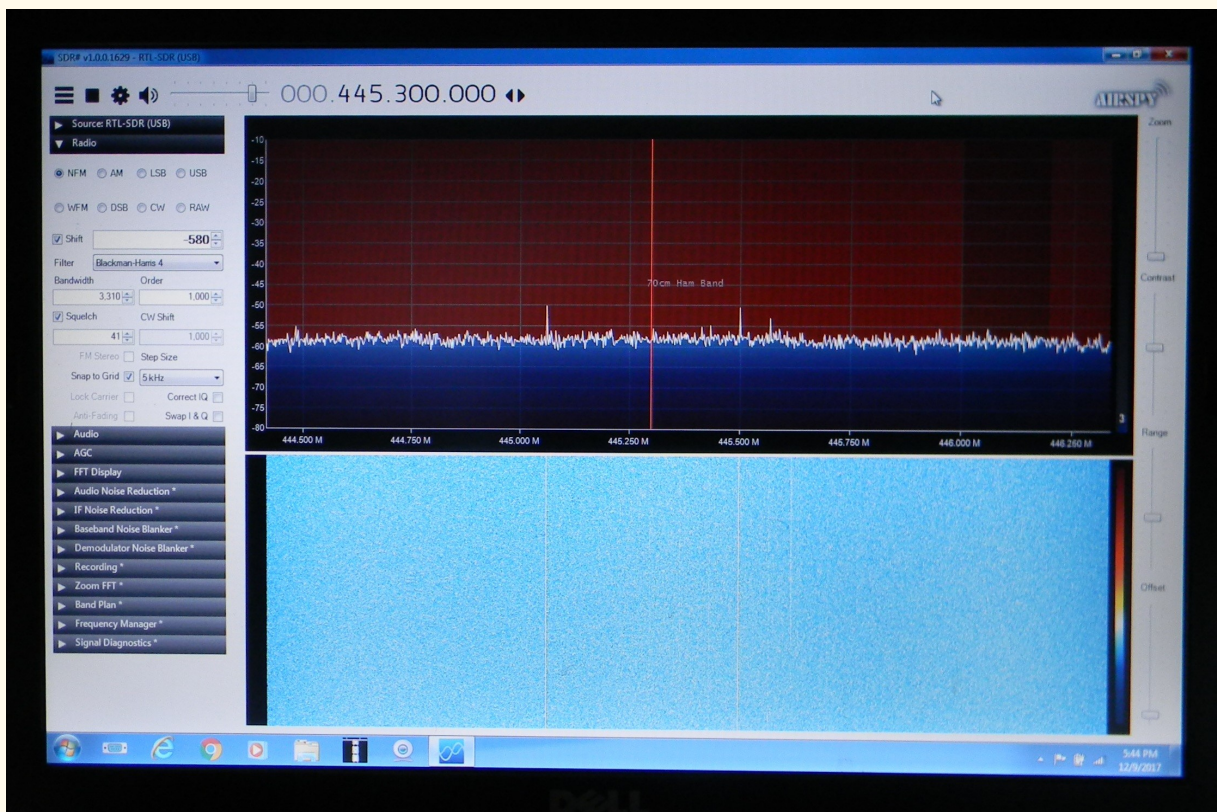 SDR# v1.0.0.1629 - RTL-SDR (USB)
000.445.300.000
AIRSPY
Source: RTL-SDR (USB)
Radio
NFM AM LSB USB
WFM DSB CW RAW
Shift -580
Filter Blackman-Harris 4
Bandwidth Order
3,310 1,000
Squelch CW Shift
41 1,000
FM Stereo Step Size
Snap to Grid 5 kHz
Lock Carrier Correct IQ
Anti-Fading Swap I & Q
Audio
AGC
FFT Display
Audio Noise Reduction *
IF Noise Reduction *
Baseband Noise Blanker *
Demodulator Noise Blanker *
Recording *
Zoom FFT *
Band Plan *
Frequency Manager *
Signal Diagnostics *
-10
-15
-20
-25
-30
-35
-40
-45
-50
-55
-60
-65
-70
-75
-80
70cm Ham Band
3
444.500 M 444.750 M 445.000 M 445.250 M 445.500 M 445.750 M 446.000 M 446.250 M
Zoom
Contrast
Range
Offset
5:44 PM
12/9/2017
DELL